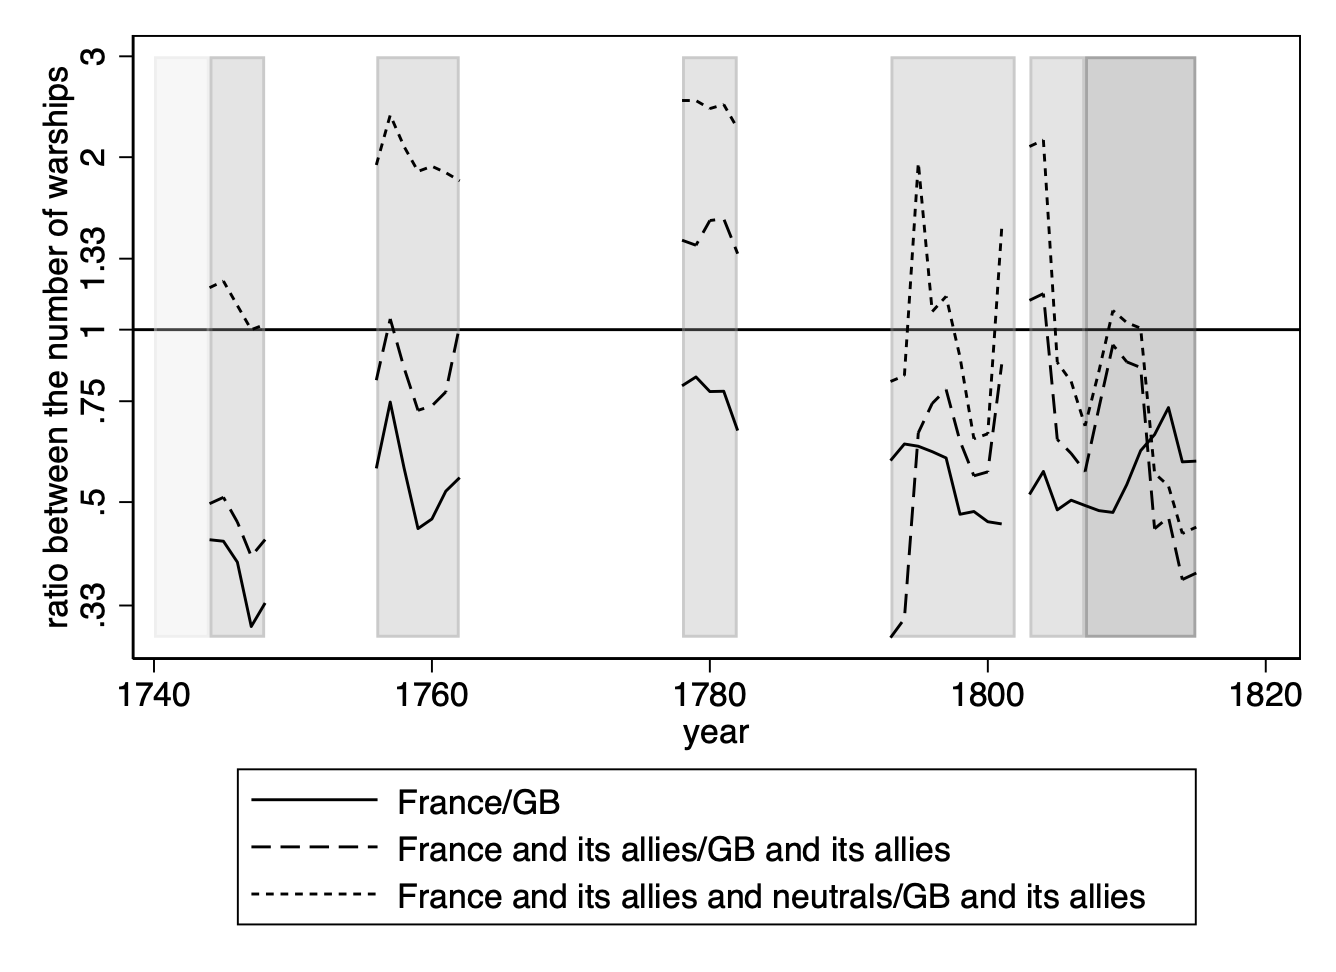 ratio between the number of warships
3
2
1.33
1
.75
.5
.33
1740 1760 1780 1800 1820
year
France/GB
France and its allies/GB and its allies
France and its allies and neutrals/GB and its allies